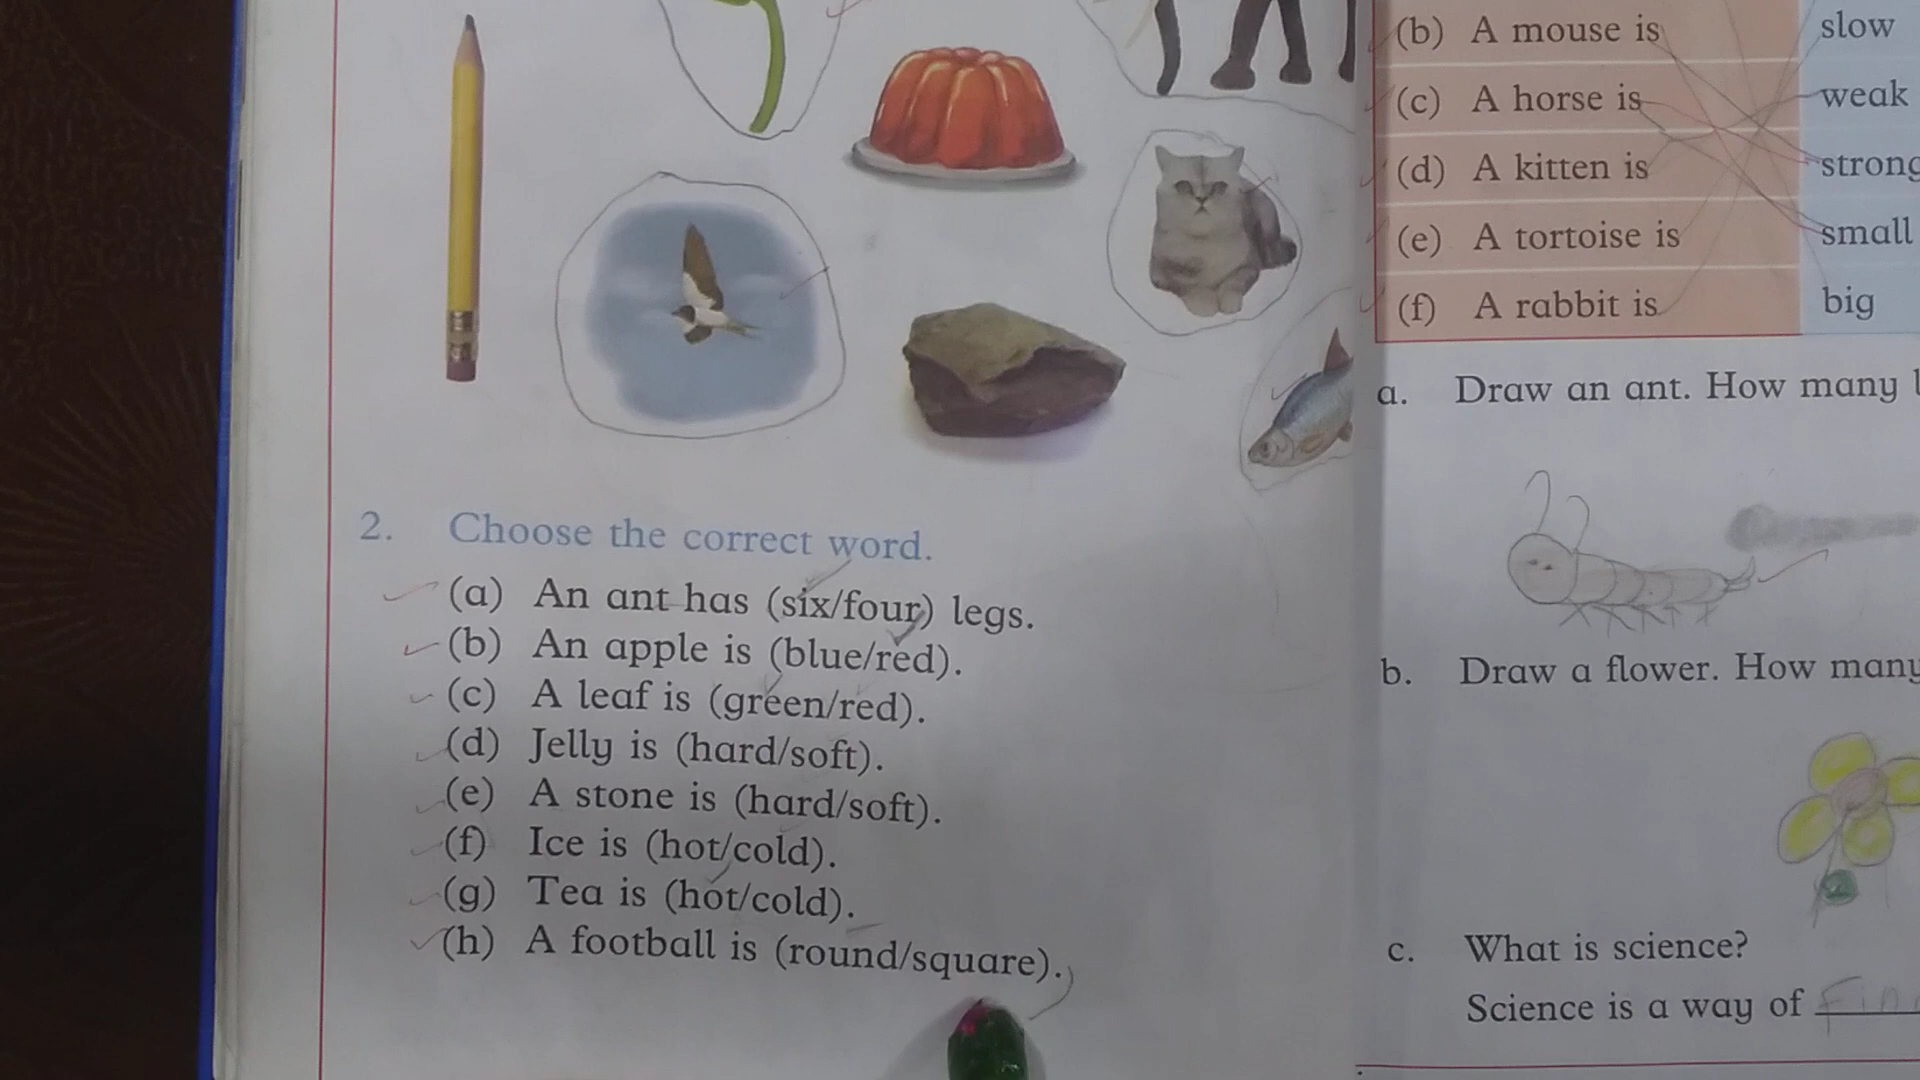 2. Choose the correct word.
(a) An ant has (six/four) legs.
(b) An apple is (blue/red).
(c) A leaf is (green/red).
(d) Jelly is (hard/soft).
(e) A stone is (hard/soft).
(f) Ice is (hot/cold).
(g) Tea is (hot/cold).
(h) A football is (round/square).
(b) A mouse is slow
(c) A horse is weak
(d) A kitten is strong
(e) A tortoise is small
(f) A rabbit is big
a. Draw an ant. How many
b. Draw a flower. How many
c. What is science?
Science is a way of